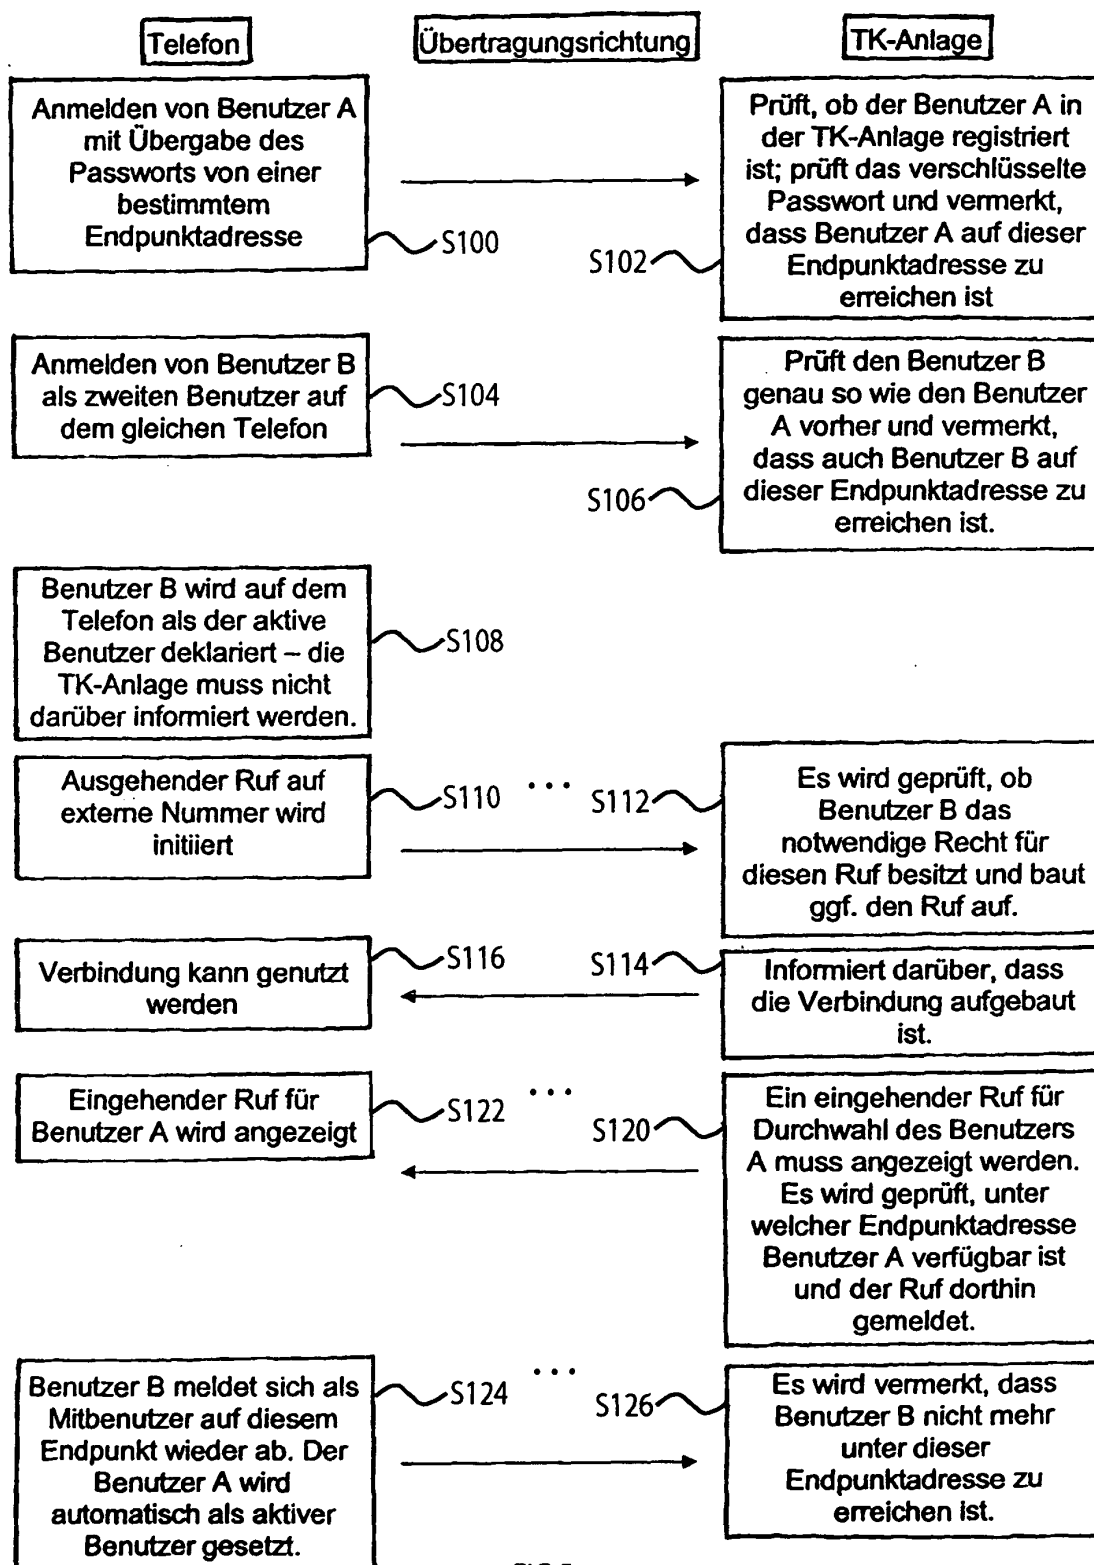 Telefon
Übertragungsrichtung
TK-Anlage
Anmelden von Benutzer A
mit Übergabe des
Passworts von einer
bestimmtem
Endpunktadresse
S100
S102
Prüft, ob der Benutzer A in
der TK-Anlage registriert
ist; prüft das verschlüsselte
Passwort und vermerkt,
dass Benutzer A auf dieser
Endpunktadresse zu
erreichen ist
Anmelden von Benutzer B
als zweiten Benutzer auf
dem gleichen Telefon
S104
S106
Prüft den Benutzer B
genau so wie den Benutzer
A vorher und vermerkt,
dass auch Benutzer B auf
dieser Endpunktadresse zu
erreichen ist.
Benutzer B wird auf dem
Telefon als der aktive
Benutzer deklariert – die
TK-Anlage muss nicht
darüber informiert werden.
S108
Ausgehender Ruf auf
externe Nummer wird
initiiert
S110
...
S112
Es wird geprüft, ob
Benutzer B das
notwendige Recht für
diesen Ruf besitzt und baut
ggf. den Ruf auf.
Verbindung kann genutzt
werden
S116
S114
Informiert darüber, dass
die Verbindung aufgebaut
ist.
Eingehender Ruf für
Benutzer A wird angezeigt
S122
...
S120
Ein eingehender Ruf für
Durchwahl des Benutzers
A muss angezeigt werden.
Es wird geprüft, unter
welcher Endpunktadresse
Benutzer A verfügbar ist
und der Ruf dorthin
gemeldet.
Benutzer B meldet sich als
Mitbenutzer auf diesem
Endpunkt wieder ab. Der
Benutzer A wird
automatisch als aktiver
Benutzer gesetzt.
S124
...
S126
Es wird vermerkt, dass
Benutzer B nicht mehr
unter dieser
Endpunktadresse zu
erreichen ist.